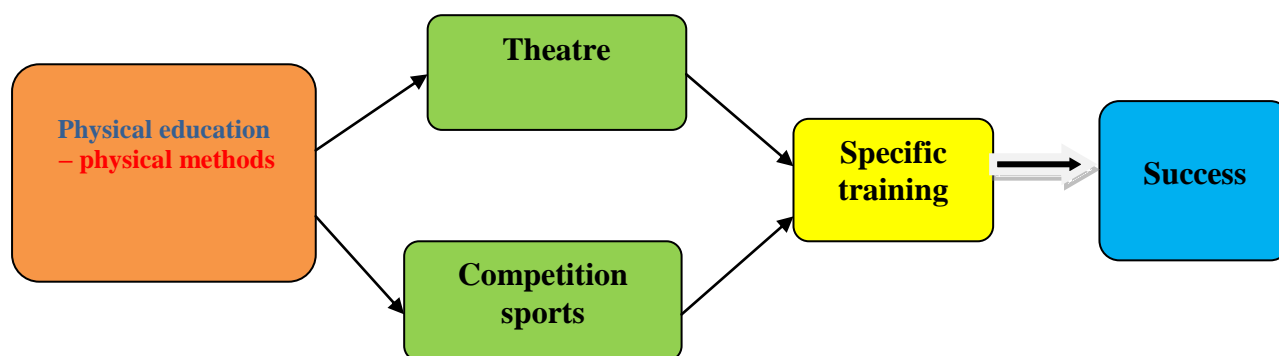 Physical education
– physical methods
Theatre
Competition
sports
Specific
training
Success